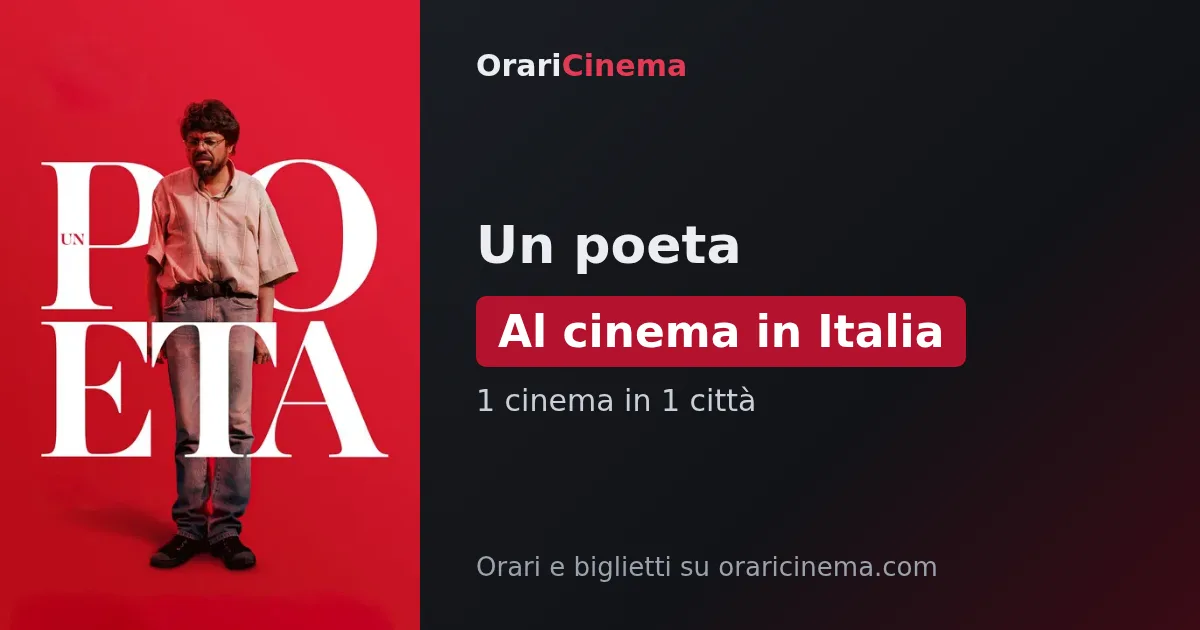 UN
POETA
OrariCinema
Un poeta
Al cinema in Italia
1 cinema in 1 città
Orari e biglietti su oraricinema.com